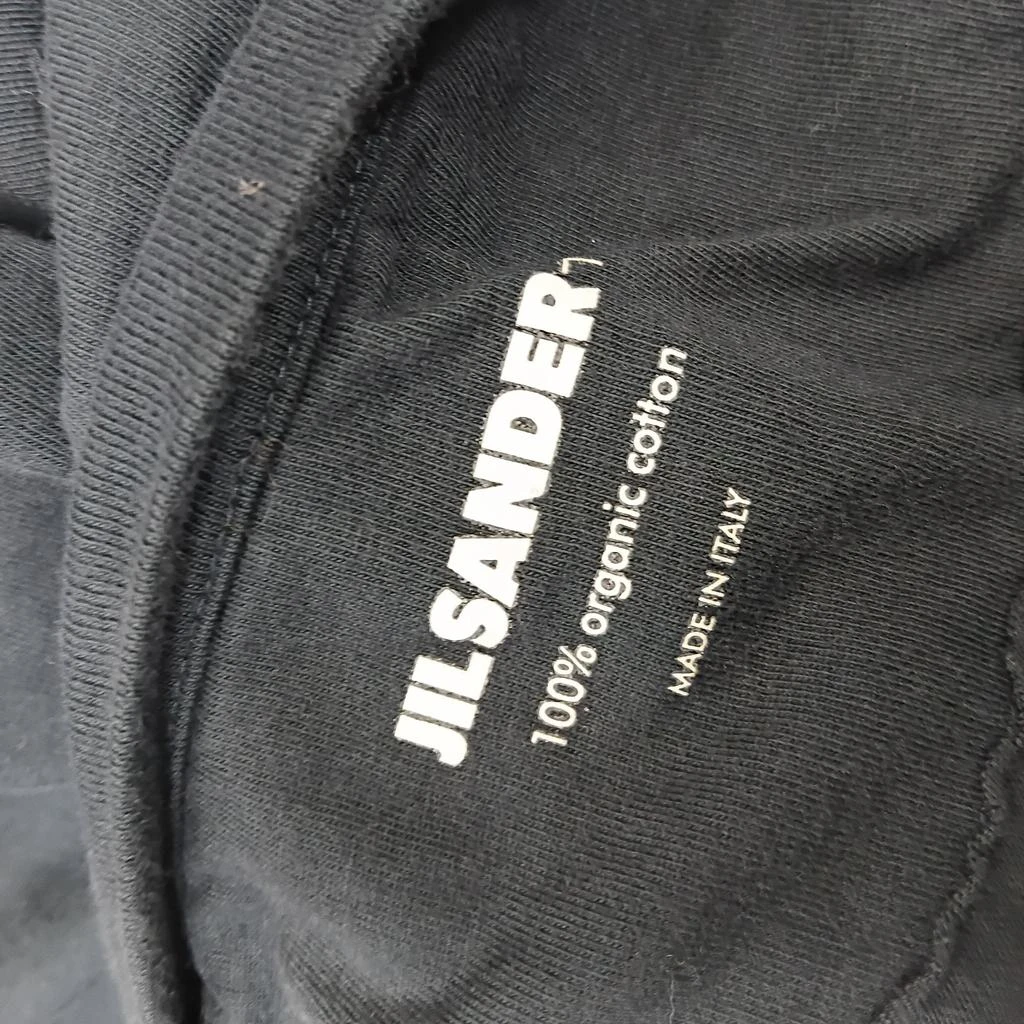 JILSANDER
100% organic cotton
MADE IN ITALY